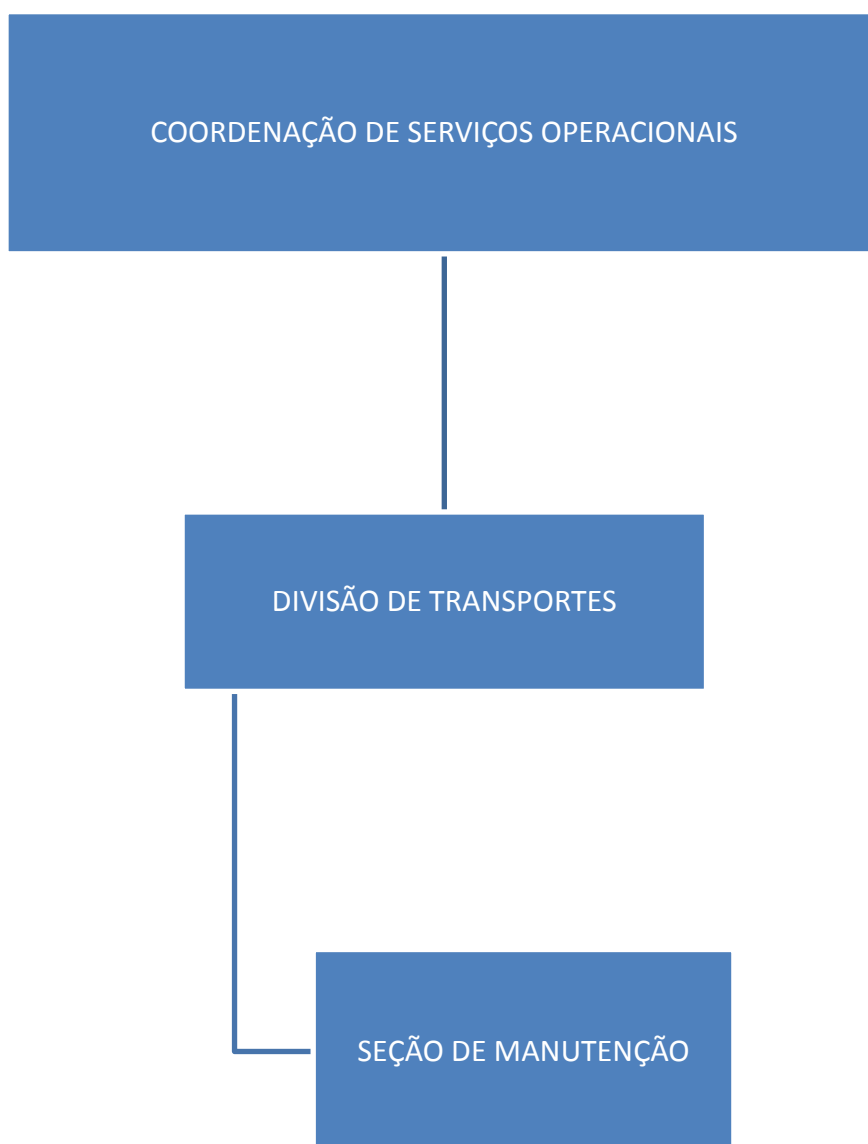 COORDENAÇÃO DE SERVIÇOS OPERACIONAIS
DIVISÃO DE TRANSPORTES
SEÇÃO DE MANUTENÇÃO